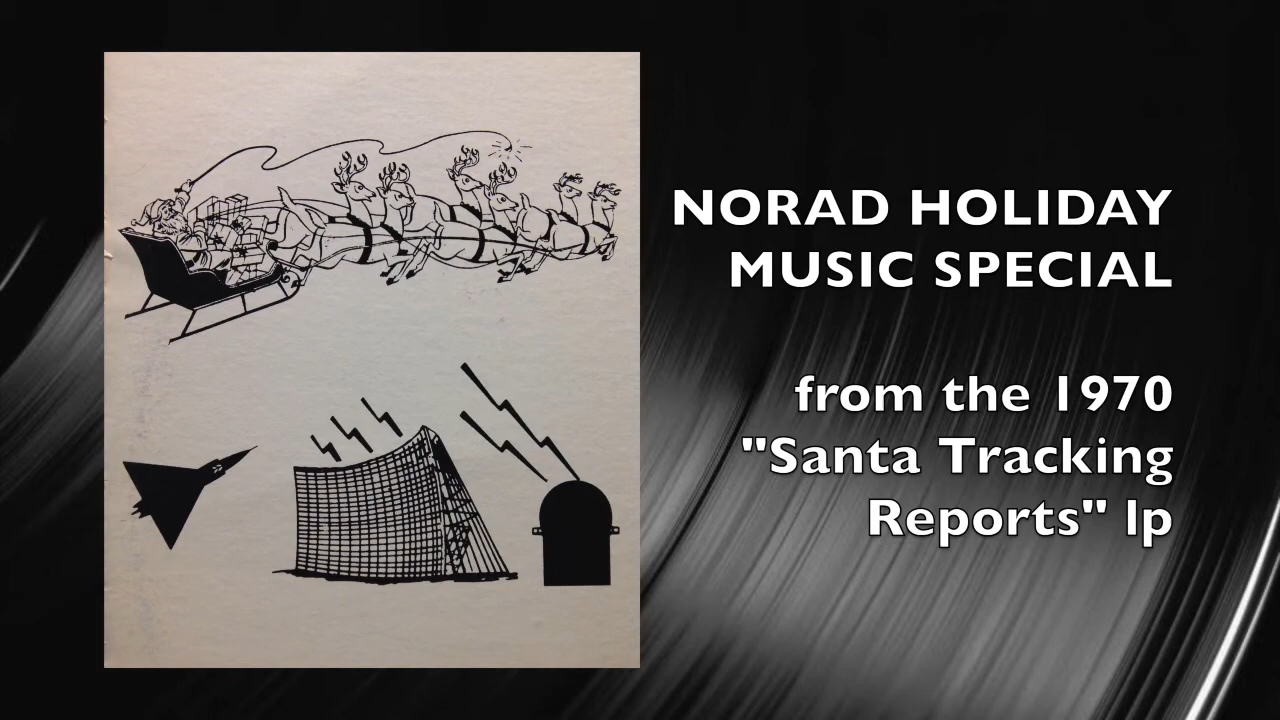 NORAD HOLIDAY
MUSIC SPECIAL
from the 1970
"Santa Tracking
Reports" lp